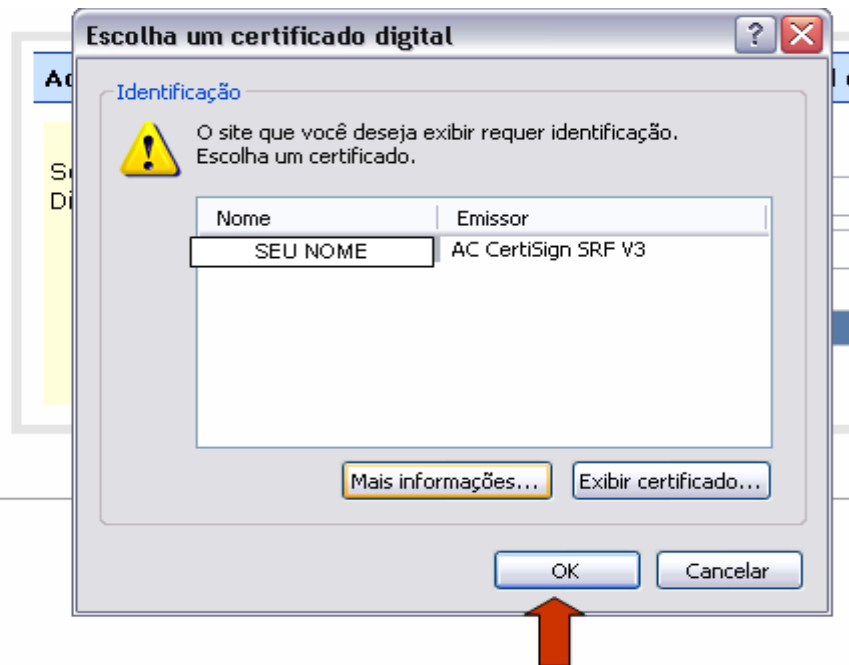 Escolha um certificado digital
Identificação
O site que você deseja exibir requer identificação.
Escolha um certificado.
Nome Emissor
SEU NOME AC CertiSign SRF V3
Mais informações... Exibir certificado...
OK Cancelar